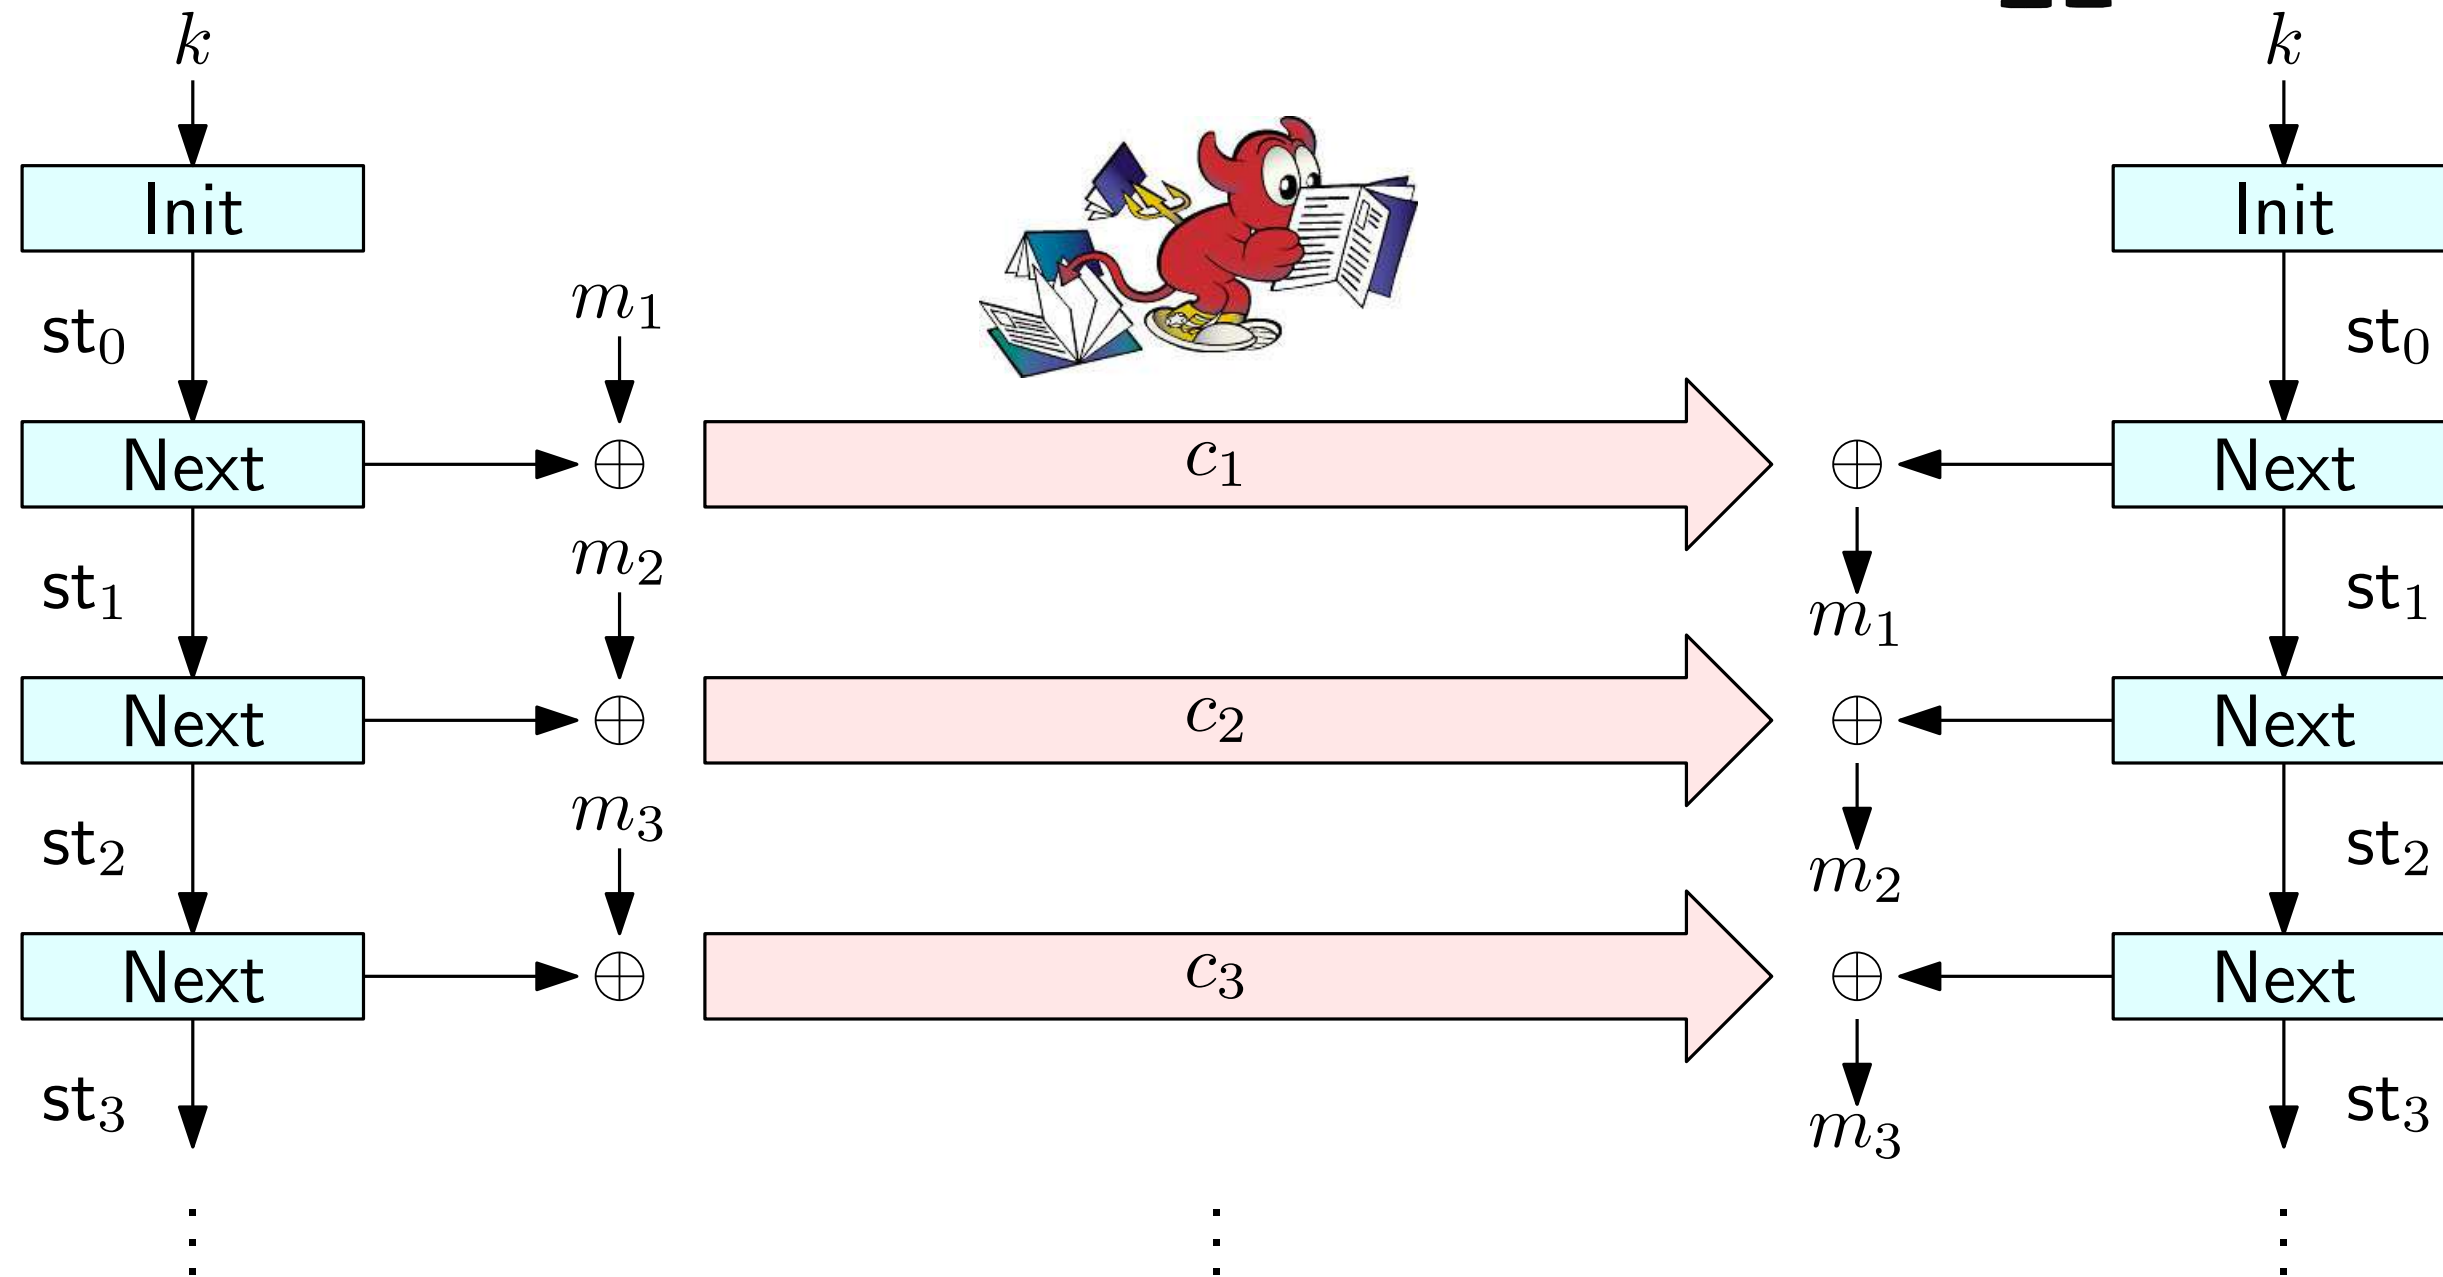 k k
Init Init
st₀ m₁ st₀
Next ⊕ c₁ ⊕ Next
st₁ m₂ m₁ st₁
Next ⊕ c₂ ⊕ Next
st₂ m₃ m₂ st₂
Next ⊕ c₃ ⊕ Next
st₃ m₃ st₃
⋮ ⋮ ⋮